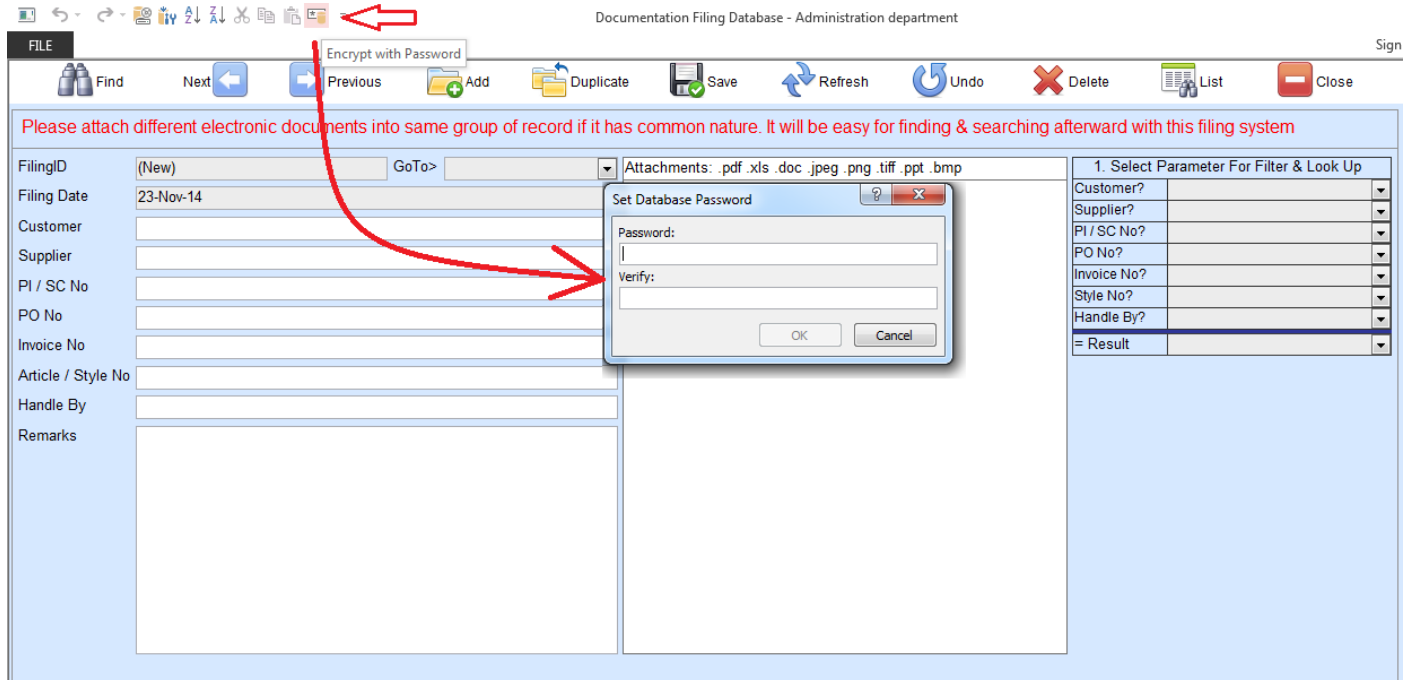 Documentation Filing Database - Administration department
FILE
Sign
Encrypt with Password
Find Next Previous Add Duplicate Save Refresh Undo Delete List Close
Please attach different electronic documents into same group of record if it has common nature. It will be easy for finding & searching afterward with this filing system
FilingID (New) GoTo>
Filing Date 23-Nov-14
Customer
Supplier
PI / SC No
PO No
Invoice No
Article / Style No
Handle By
Remarks
Attachments: .pdf .xls .doc .jpeg .png .tiff .ppt .bmp
Set Database Password
Password:
Verify:
OK Cancel
1. Select Parameter For Filter & Look Up
Customer?
Supplier?
PI / SC No?
PO No?
Invoice No?
Style No?
Handle By?
= Result